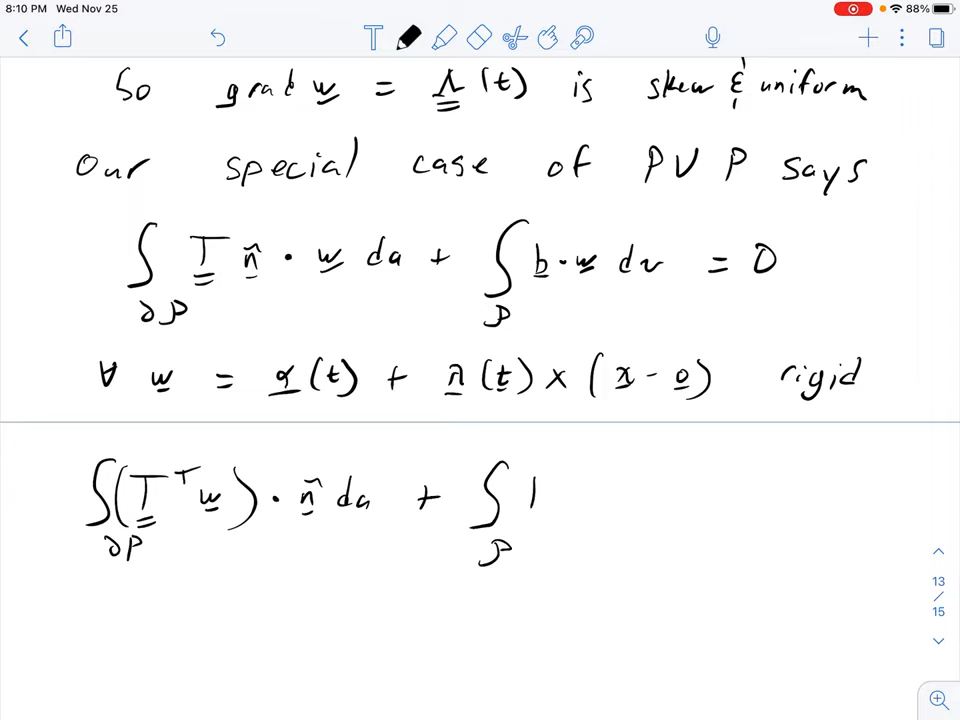 8:10 PM Wed Nov 25 88%
So grad w = Λ(t) is skew & uniform
Our special case of PVP says
∫∂P T n̂ · w da + ∫P b · w dv = 0
∀ w = α(t) + λ(t) × (x - o) rigid
∫∂P (Tᵀ w) · n̂ da + ∫P
13
/
15